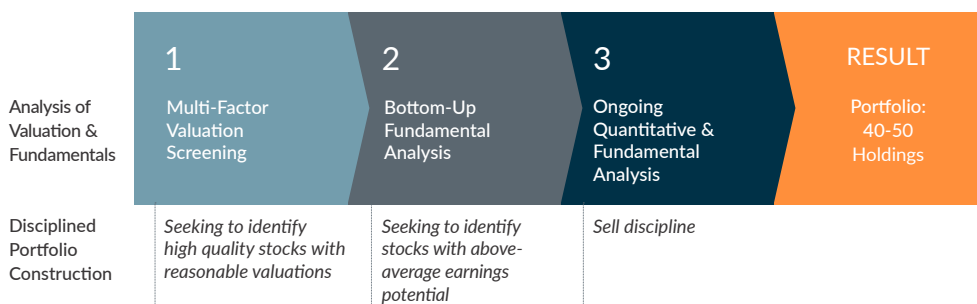 Analysis of
Valuation &
Fundamentals
1
Multi-Factor
Valuation
Screening
2
Bottom-Up
Fundamental
Analysis
3
Ongoing
Quantitative &
Fundamental
Analysis
RESULT
Portfolio:
40-50
Holdings
Disciplined
Portfolio
Construction
Seeking to identify
high quality stocks with
reasonable valuations
Seeking to identify
stocks with above-
average earnings
potential
Sell discipline